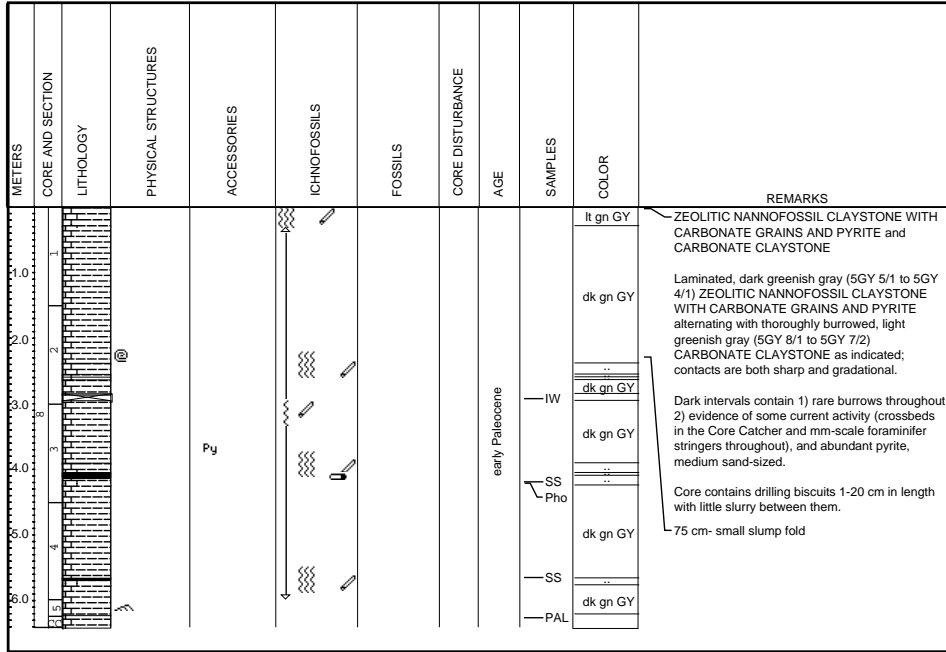 METERS
CORE AND SECTION
LITHOLOGY
PHYSICAL STRUCTURES
ACCESSORIES
ICHNOFOSSILS
FOSSILS
CORE DISTURBANCE
AGE
SAMPLES
COLOR
REMARKS
1.0
2.0
3.0
4.0
5.0
6.0
8
1
2
3
4
5
CC
Py
early Paleocene
IW
SS
Pho
SS
PAL
lt gn GY
dk gn GY
..
..
dk gn GY
dk gn GY
..
..
..
dk gn GY
..
dk gn GY
ZEOLITIC NANNOFOSSIL CLAYSTONE WITH
CARBONATE GRAINS AND PYRITE and
CARBONATE CLAYSTONE
Laminated, dark greenish gray (5GY 5/1 to 5GY
4/1) ZEOLITIC NANNOFOSSIL CLAYSTONE
WITH CARBONATE GRAINS AND PYRITE
alternating with thoroughly burrowed, light
greenish gray (5GY 8/1 to 5GY 7/2)
CARBONATE CLAYSTONE as indicated;
contacts are both sharp and gradational.
Dark intervals contain 1) rare burrows throughout
2) evidence of some current activity (crossbeds
in the Core Catcher and mm-scale foraminifer
stringers throughout), and abundant pyrite,
medium sand-sized.
Core contains drilling biscuits 1-20 cm in length
with little slurry between them.
75 cm- small slump fold